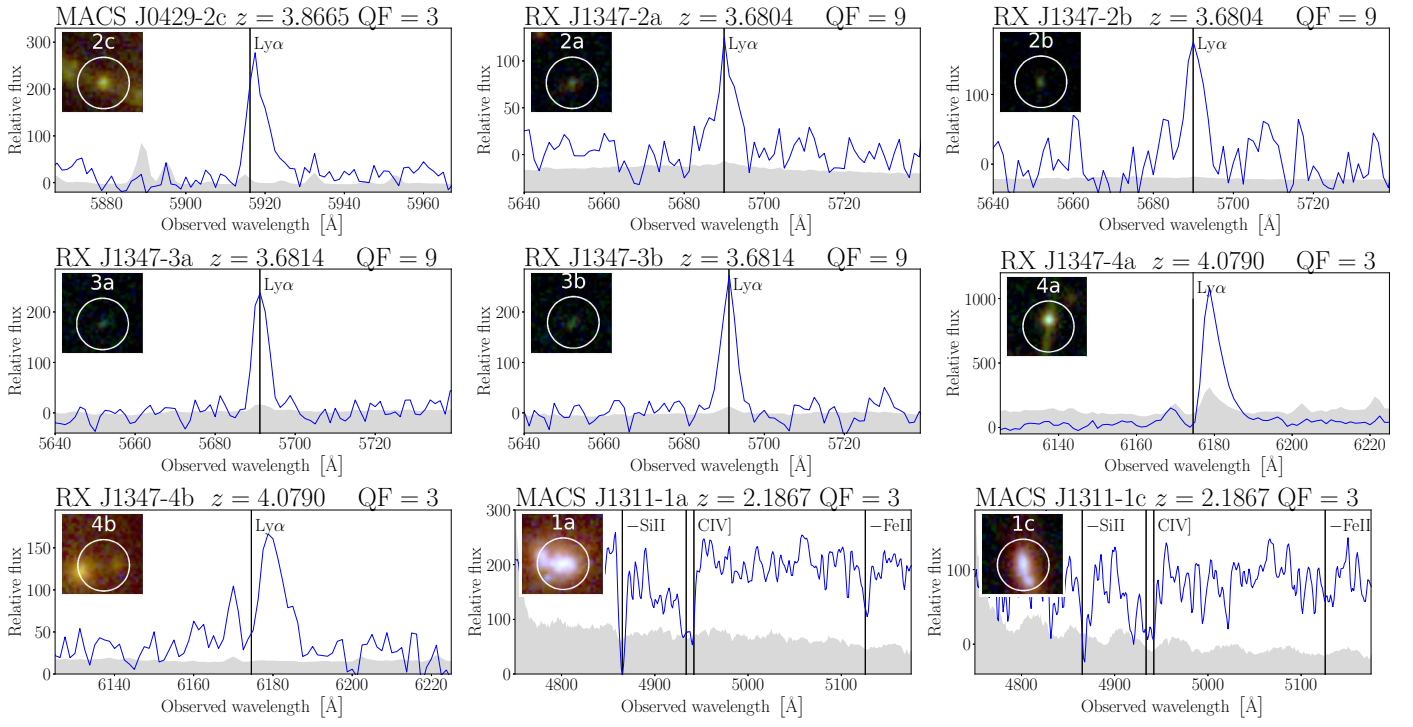 MACS J0429-2c z = 3.8665 QF = 3
2c
Lyα
300
200
100
0
Relative flux
5880 5900 5920 5940 5960
Observed wavelength [Å]
RX J1347-2a z = 3.6804 QF = 9
2a
Lyα
100
50
0
Relative flux
5640 5660 5680 5700 5720
Observed wavelength [Å]
RX J1347-2b z = 3.6804 QF = 9
2b
Lyα
100
0
Relative flux
5640 5660 5680 5700 5720
Observed wavelength [Å]
RX J1347-3a z = 3.6814 QF = 9
3a
Lyα
200
100
0
Relative flux
5640 5660 5680 5700 5720
Observed wavelength [Å]
RX J1347-3b z = 3.6814 QF = 9
3b
Lyα
200
100
0
Relative flux
5640 5660 5680 5700 5720
Observed wavelength [Å]
RX J1347-4a z = 4.0790 QF = 3
4a
Lyα
1000
500
0
Relative flux
6140 6160 6180 6200 6220
Observed wavelength [Å]
RX J1347-4b z = 4.0790 QF = 3
4b
Lyα
150
100
50
0
Relative flux
6140 6160 6180 6200 6220
Observed wavelength [Å]
MACS J1311-1a z = 2.1867 QF = 3
1a
−SiII CIV] −FeII
300
200
100
0
Relative flux
4800 4900 5000 5100
Observed wavelength [Å]
MACS J1311-1c z = 2.1867 QF = 3
1c
−SiII CIV] −FeII
100
0
Relative flux
4800 4900 5000 5100
Observed wavelength [Å]